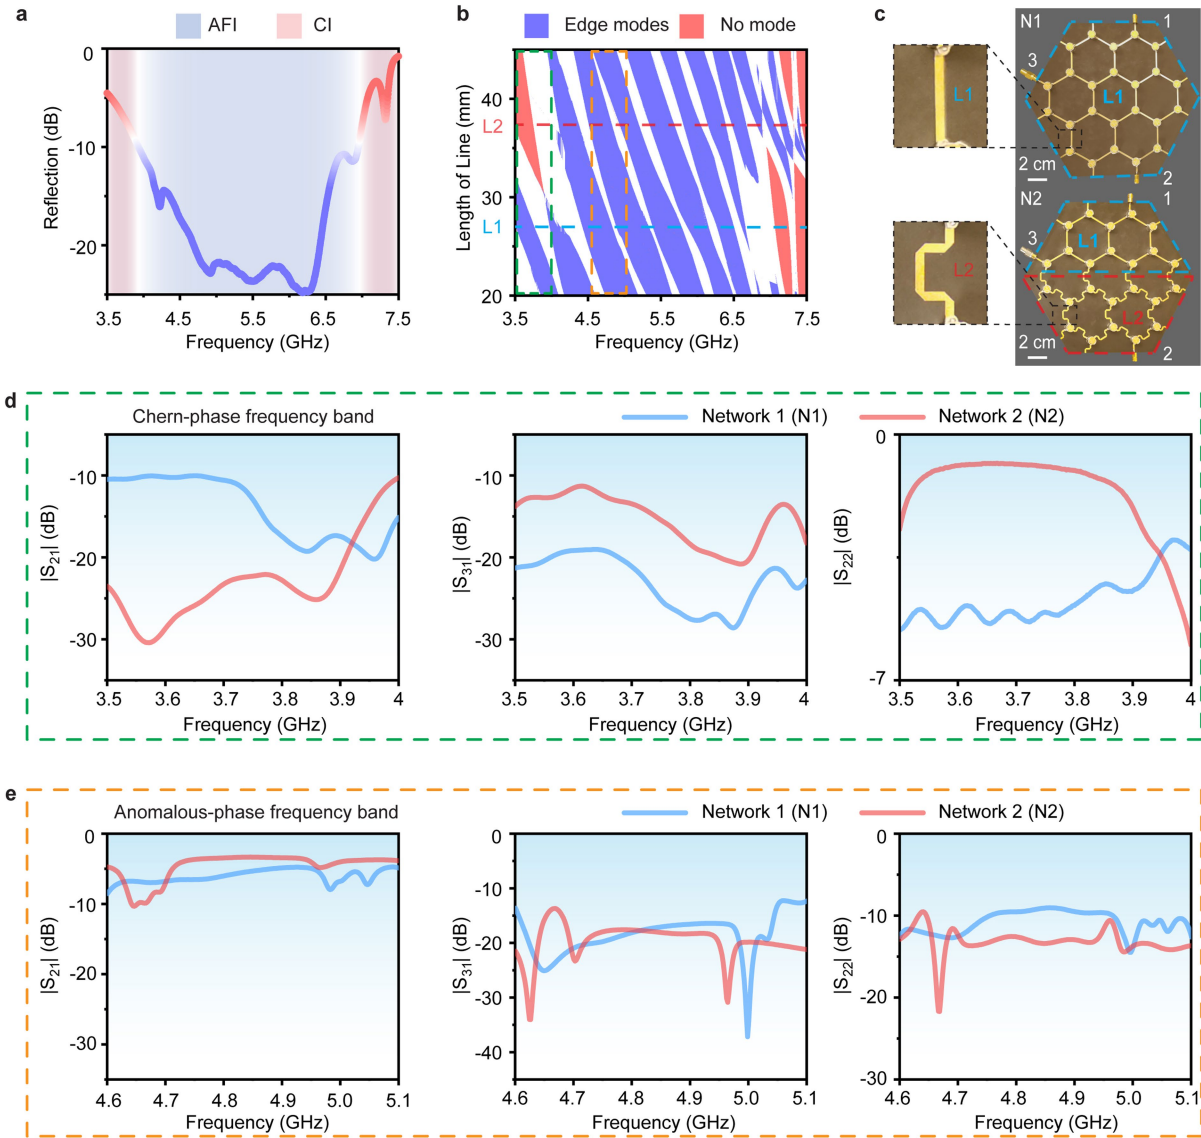 a
AFI
CI
Reflection (dB)
0
-10
-20
3.5 4.5 5.5 6.5 7.5
Frequency (GHz)
b
Edge modes
No mode
Length of Line (mm)
40
L2
30
L1
20
3.5 4.5 5.5 6.5 7.5
Frequency (GHz)
c
L1
N1
1
3
L1
2 cm
2
L2
N2
1
3
L1
L2
2 cm
2
d
Chern-phase frequency band
Network 1 (N1)
Network 2 (N2)
|S21| (dB)
-10
-20
-30
3.5 3.6 3.7 3.8 3.9 4
Frequency (GHz)
|S31| (dB)
-10
-20
-30
3.5 3.6 3.7 3.8 3.9 4
Frequency (GHz)
|S22| (dB)
0
-7
3.5 3.6 3.7 3.8 3.9 4
Frequency (GHz)
e
Anomalous-phase frequency band
Network 1 (N1)
Network 2 (N2)
|S21| (dB)
0
-10
-20
-30
4.6 4.7 4.8 4.9 5.0 5.1
Frequency (GHz)
|S31| (dB)
0
-10
-20
-30
-40
4.6 4.7 4.8 4.9 5.0 5.1
Frequency (GHz)
|S22| (dB)
0
-10
-20
-30
4.6 4.7 4.8 4.9 5.0 5.1
Frequency (GHz)